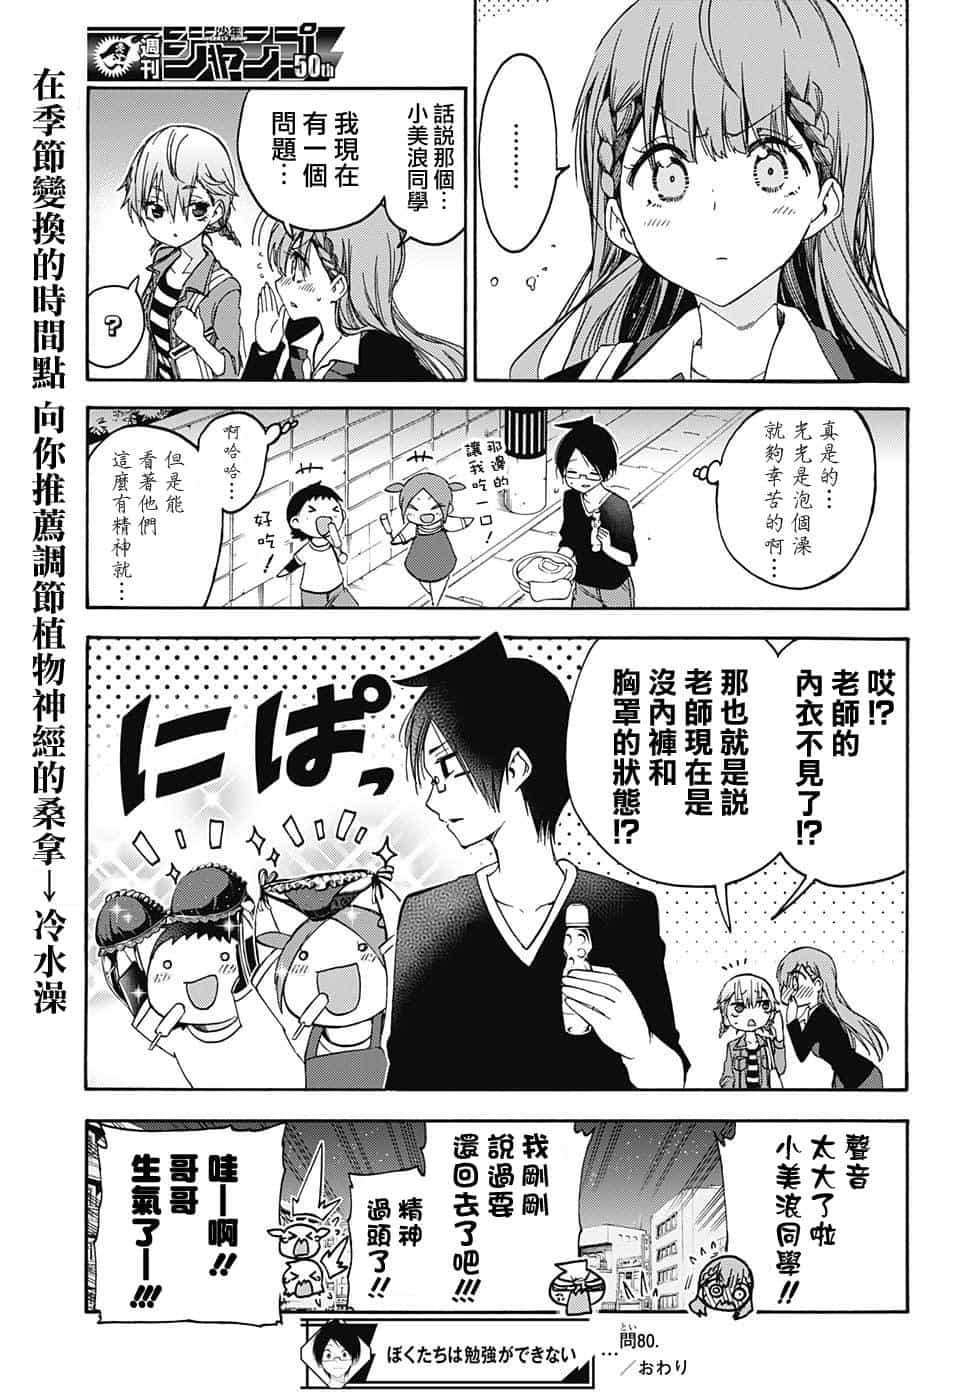 週刊
少年
ジャンプ
50th
…………
話説那個…
小美浪同學
我現在
有一個
問題…
?
真是的…
光光是泡個澡
就夠幸苦的啊…
那邊的
讓我吃一口!
好吃!
啊哈哈…
但是能
看著他們
這麼有精神就…
哎!?
老師的
內衣不見了!?
那也就是說
老師現在是
沒內褲和
胸罩的狀態!?
にぱっ
聲音
太大了啦
小美浪同學!!
我剛剛
說過要
還回去了吧!!!
精神
過頭了!!
哇ー啊!!
哥哥
生氣了ー!!!
在季節變換的時間點 向你推薦調節植物神經的桑拿→冷水澡
ぼくたちは勉強ができない
とい
問80.
…／おわり